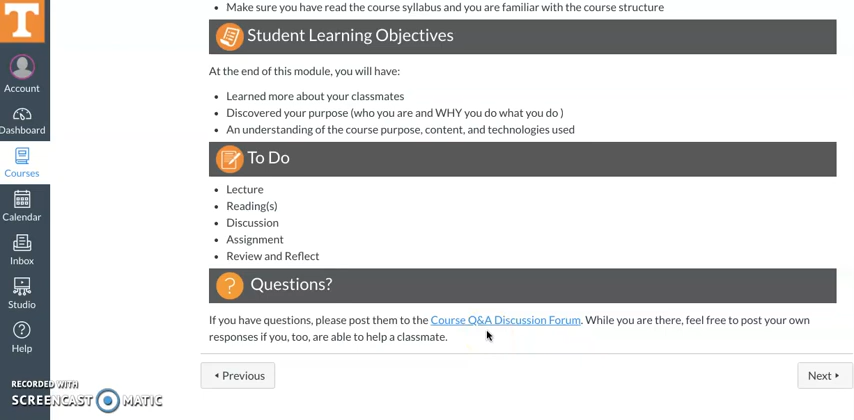 Make sure you have read the course syllabus and you are familiar with the course structure
T
Student Learning Objectives
Account
At the end of this module, you will have:
Learned more about your classmates
Discovered your purpose (who you are and WHY you do what you do )
Dashboard
An understanding of the course purpose, content, and technologies used
To Do
Courses
Lecture
Reading(s)
Calendar
Discussion
Assignment
Inbox
Review and Reflect
? Questions?
Studio
If you have questions, please post them to the Course Q&A Discussion Forum. While you are there, feel free to post your own
responses if you, too, are able to help a classmate.
? Help
Previous
Next
RECORDED WITH
SCREENCAST MATIC